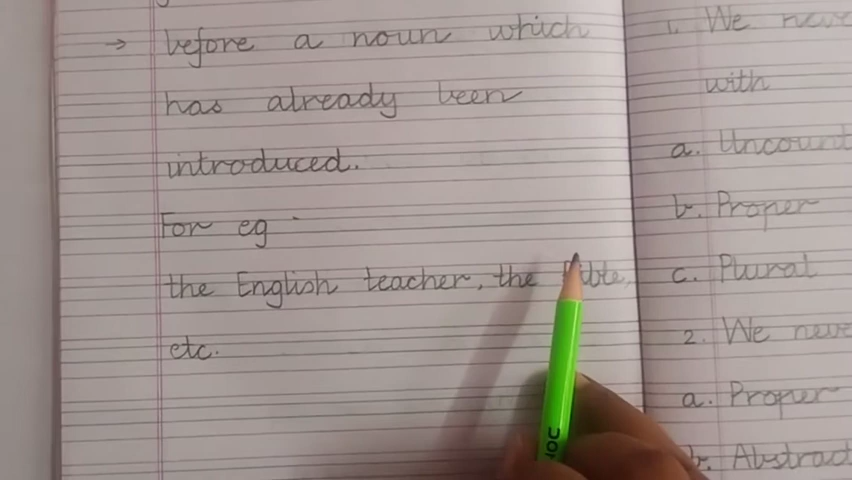 → before a noun which
has already been
introduced.
For eg -
the English teacher, the Bible,
etc.
1. We neve
with
a. Uncount
b. Proper
c. Plural
2. We neve
a. Proper
b. Abstract